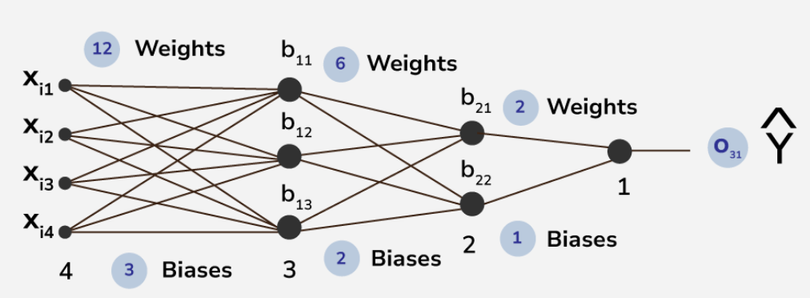 12 Weights
b11
6 Weights
xi1
b21
2 Weights
xi2
b12
O31 Ŷ
xi3
b22
1
xi4
b13
4
3 Biases
3
2 Biases
2
1 Biases